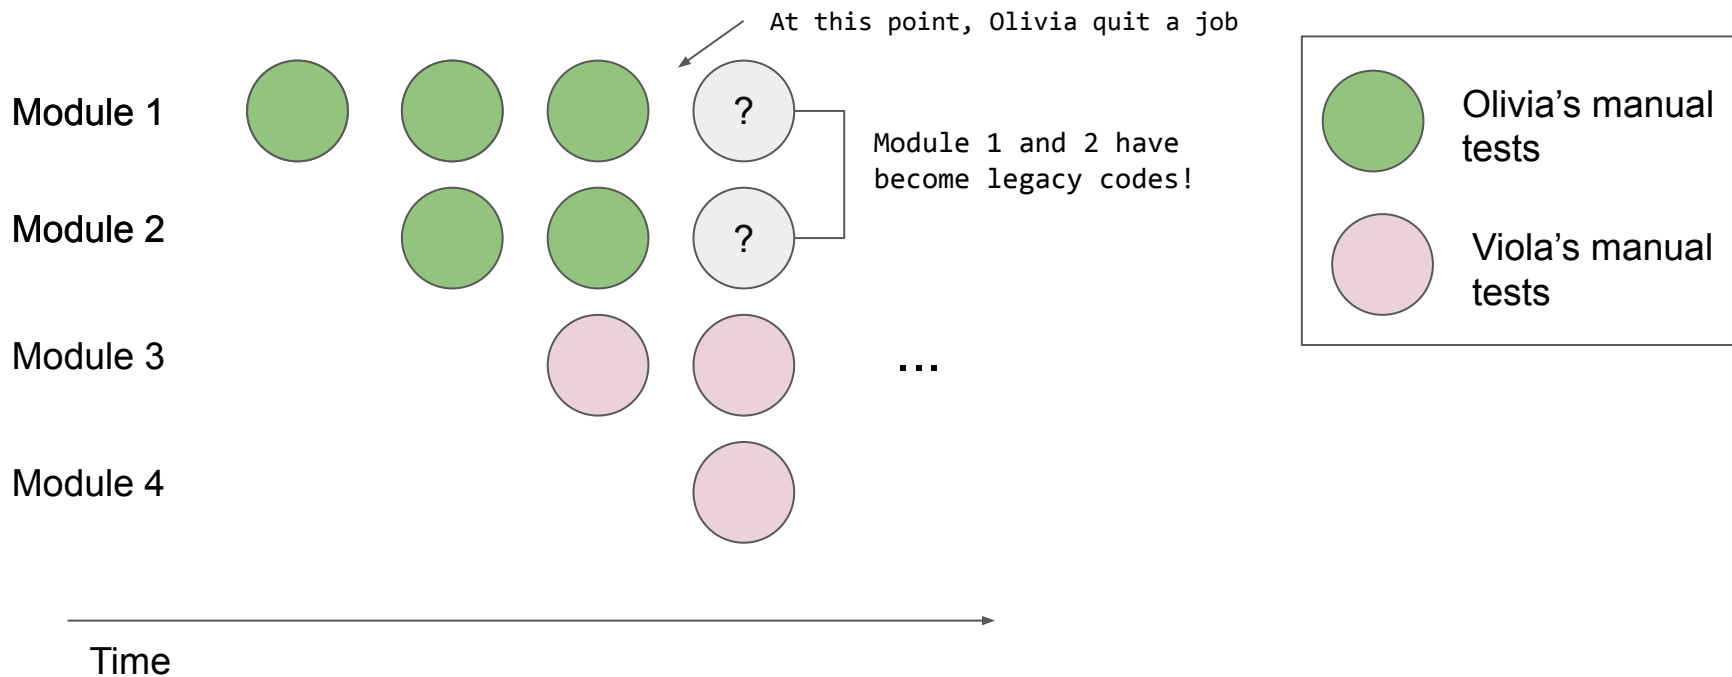 At this point, Olivia quit a job
Module 1
?
Module 1 and 2 have
become legacy codes!
Module 2
?
Module 3
...
Module 4
Time
Olivia’s manual
tests
Viola’s manual
tests